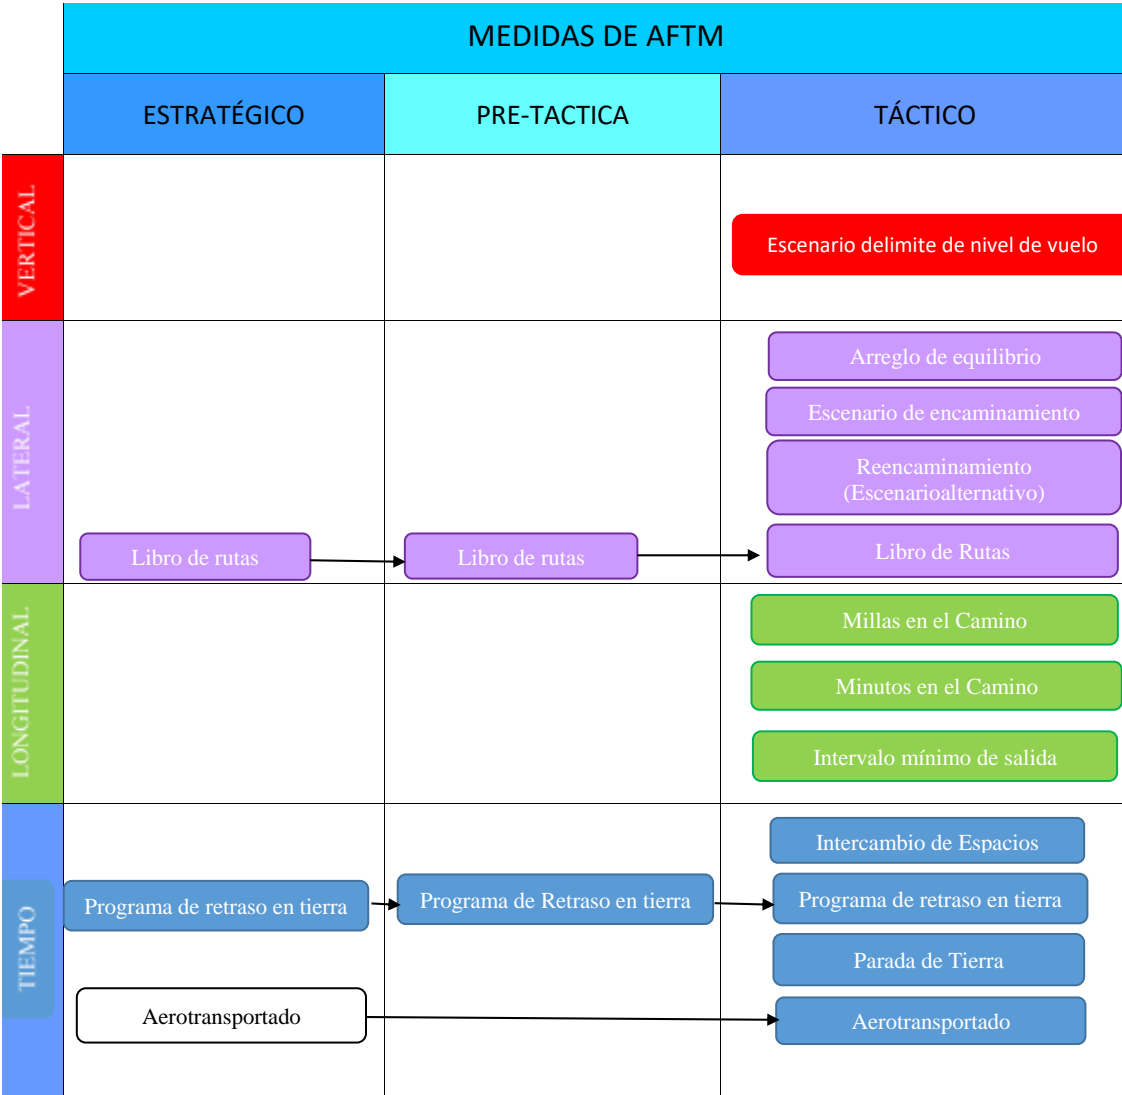 MEDIDAS DE AFTM
ESTRATÉGICO
PRE-TACTICA
TÁCTICO
VERTICAL
Escenario delimite de nivel de vuelo
LATERAL
Arreglo de equilibrio
Escenario de encaminamiento
Reencaminamiento
(Escenarioalternativo)
Libro de rutas
Libro de rutas
Libro de Rutas
LONGITUDINAL
Millas en el Camino
Minutos en el Camino
Intervalo mínimo de salida
TIEMPO
Intercambio de Espacios
Programa de retraso en tierra
Programa de Retraso en tierra
Programa de retraso en tierra
Parada de Tierra
Aerotransportado
Aerotransportado